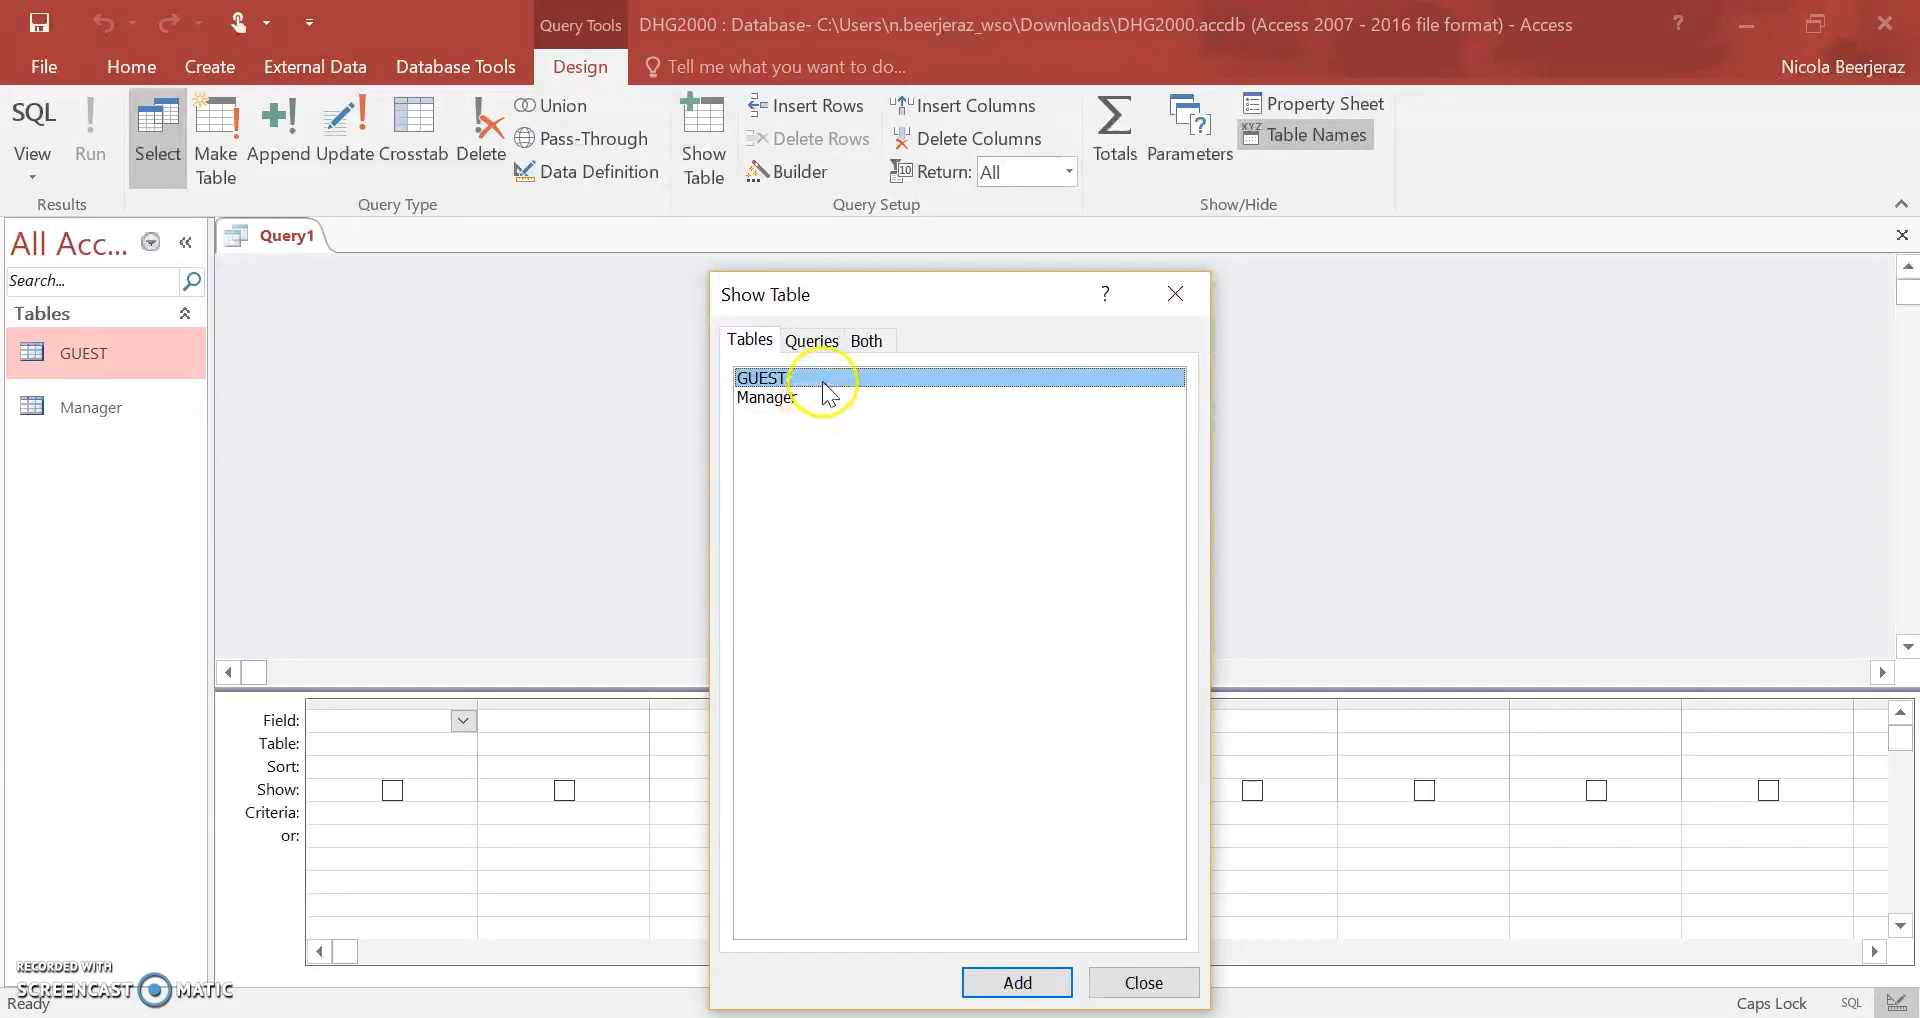 Query Tools
DHG2000 : Database- C:\Users\n.beerjeraz_wso\Downloads\DHG2000.accdb (Access 2007 - 2016 file format) - Access
?
File
Home
Create
External Data
Database Tools
Design
Tell me what you want to do...
Nicola Beerjeraz
SQL
View
Run
Results
Select
Make
Table
Append
Update
Crosstab
Delete
Union
Pass-Through
Data Definition
Query Type
Show
Table
Insert Rows
Delete Rows
Builder
Insert Columns
Delete Columns
Return: All
Query Setup
Totals
Parameters
Property Sheet
XYZ Table Names
Show/Hide
All Acc...
Search...
Tables
GUEST
Manager
Query1
Show Table
?
Tables
Queries
Both
GUEST
Manager
Add
Close
Field:
Table:
Sort:
Show:
Criteria:
or:
RECORDED WITH
SCREENCAST MATIC
Ready
Caps Lock
SQL